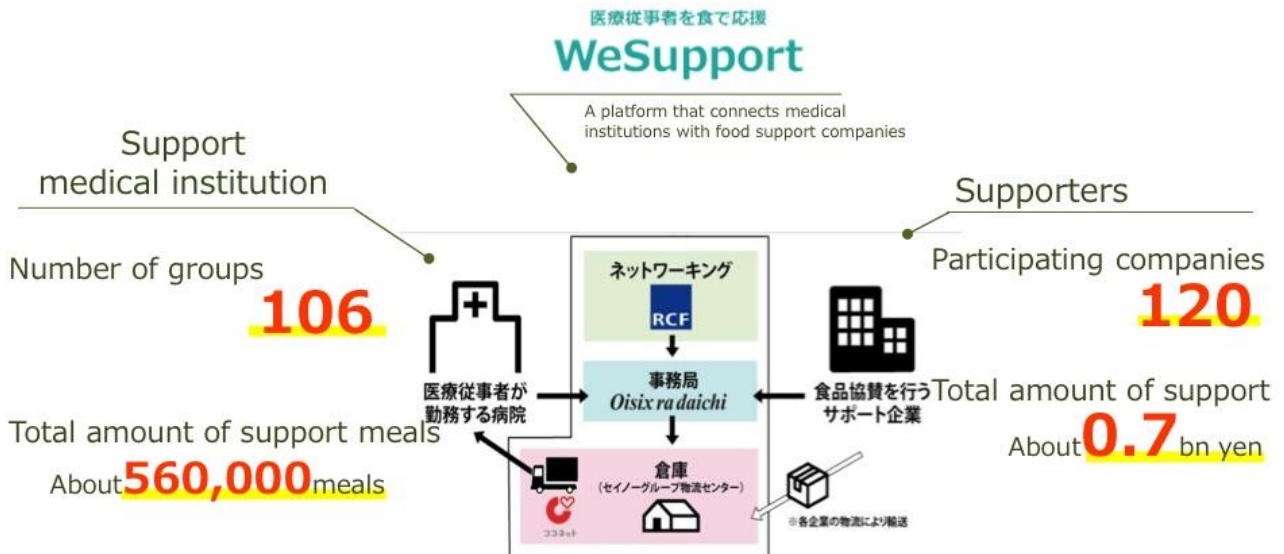 医療従事者を食で応援
WeSupport
A platform that connects medical
institutions with food support companies
Support
medical institution
Number of groups
106
Total amount of support meals
About 560,000 meals
ネットワーキング
RCF
事務局
Oisix ra daichi
医療従事者が
勤務する病院
倉庫
(セイノーグループ物流センター)
ココネット
食品協賛を行う
サポート企業
※各企業の物流により輸送
Supporters
Participating companies
120
Total amount of support
About 0.7 bn yen